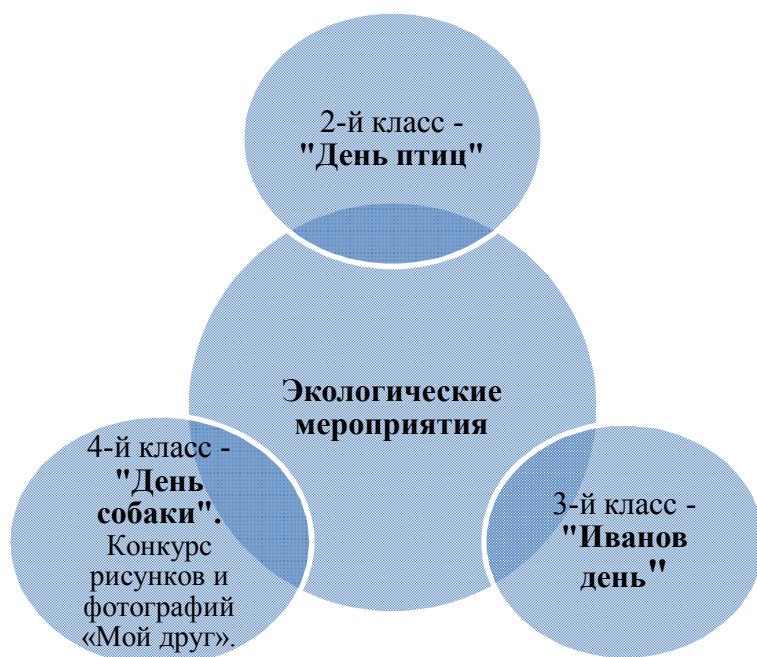 2-й класс -
"День птиц"
Экологические
мероприятия
4-й класс -
"День
собаки".
Конкурс
рисунков и
фотографий
«Мой друг».
3-й класс -
"Иванов
день"